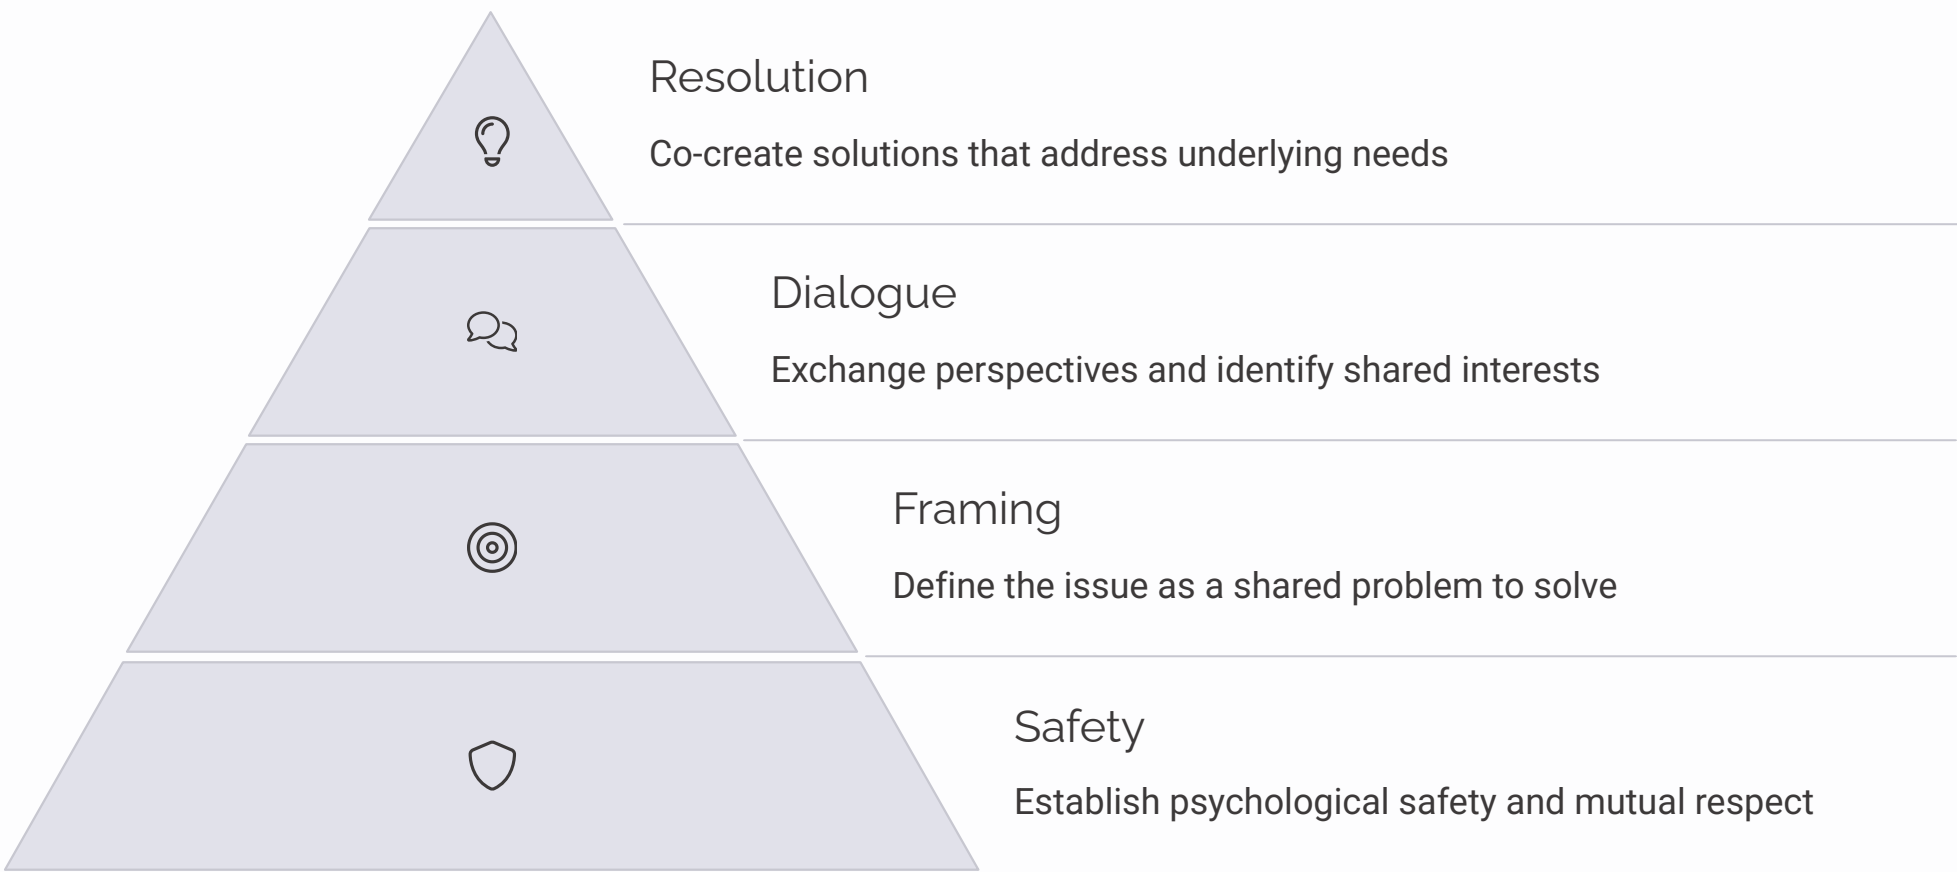 Resolution
Co-create solutions that address underlying needs
Dialogue
Exchange perspectives and identify shared interests
Framing
Define the issue as a shared problem to solve
Safety
Establish psychological safety and mutual respect